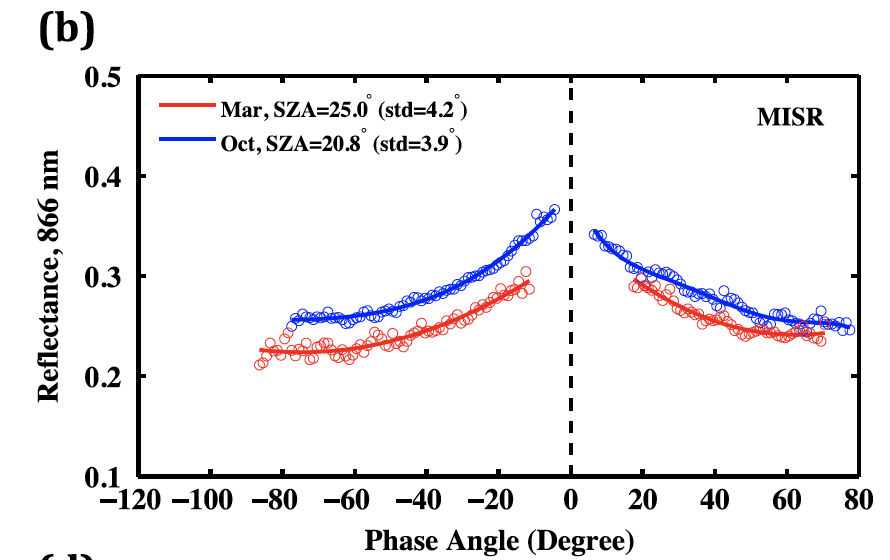 (b)
0.5
Mar, SZA=25.0° (std=4.2°)
MISR
Oct, SZA=20.8° (std=3.9°)
0.4
0.3
0.2
0.1
Reflectance, 866 nm
−120 −100 −80 −60 −40 −20 0 20 40 60 80
Phase Angle (Degree)